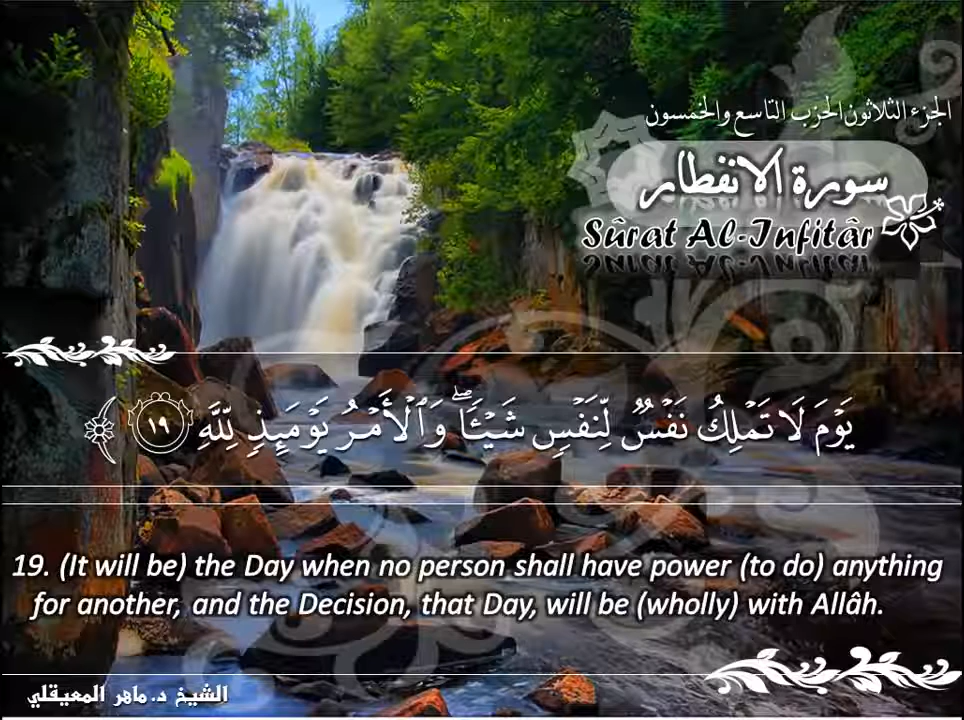 الجزء الثلاثون الحزب التاسع والخمسون
سورة الانفطار
Sûrat Al-Infitâr
يَوْمَ لَا تَمْلِكُ نَفْسٌ لِّنَفْسٍ شَيْـًٔا ۖ وَٱلْأَمْرُ يَوْمَئِذٍ لِّلَّهِ ١٩
19. (It will be) the Day when no person shall have power (to do) anything
for another, and the Decision, that Day, will be (wholly) with Allâh.
الشيخ د. ماهر المعيقلي